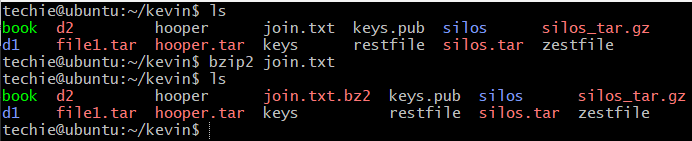 techie@ubuntu:~/kevin$ ls
book  d2         hooper      join.txt  keys.pub  silos      silos_tar.gz
d1    file1.tar  hooper.tar  keys      restfile  silos.tar  zestfile
techie@ubuntu:~/kevin$ bzip2 join.txt
techie@ubuntu:~/kevin$ ls
book  d2         hooper      join.txt.bz2  keys.pub  silos      silos_tar.gz
d1    file1.tar  hooper.tar  keys          restfile  silos.tar  zestfile
techie@ubuntu:~/kevin$